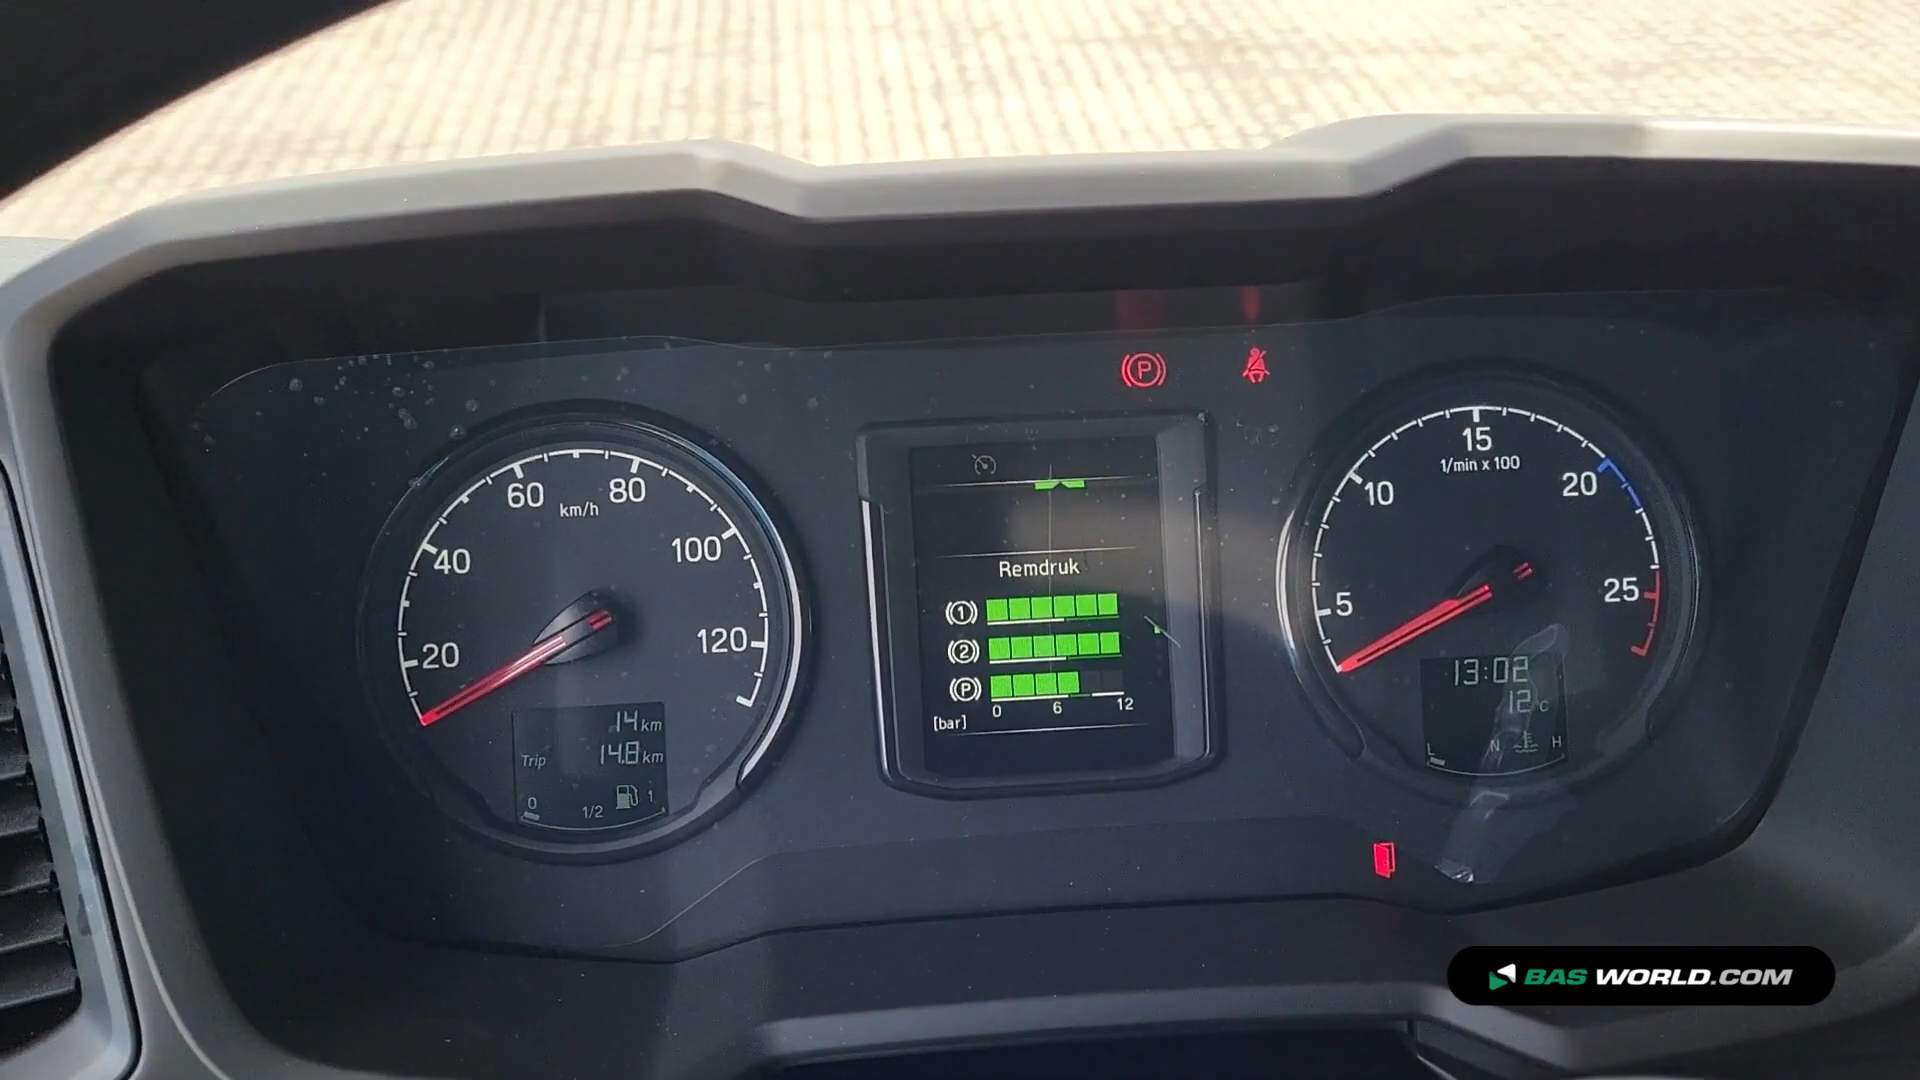 60
80
km/h
40
100
20
120
14 km
Trip 14.8 km
0 1/2 1
P
Remdruk
1
2
P
0 6 12
[bar]
15
1/min x 100
10
20
5
25
13:02
12 °C
L N H
BAS WORLD.COM